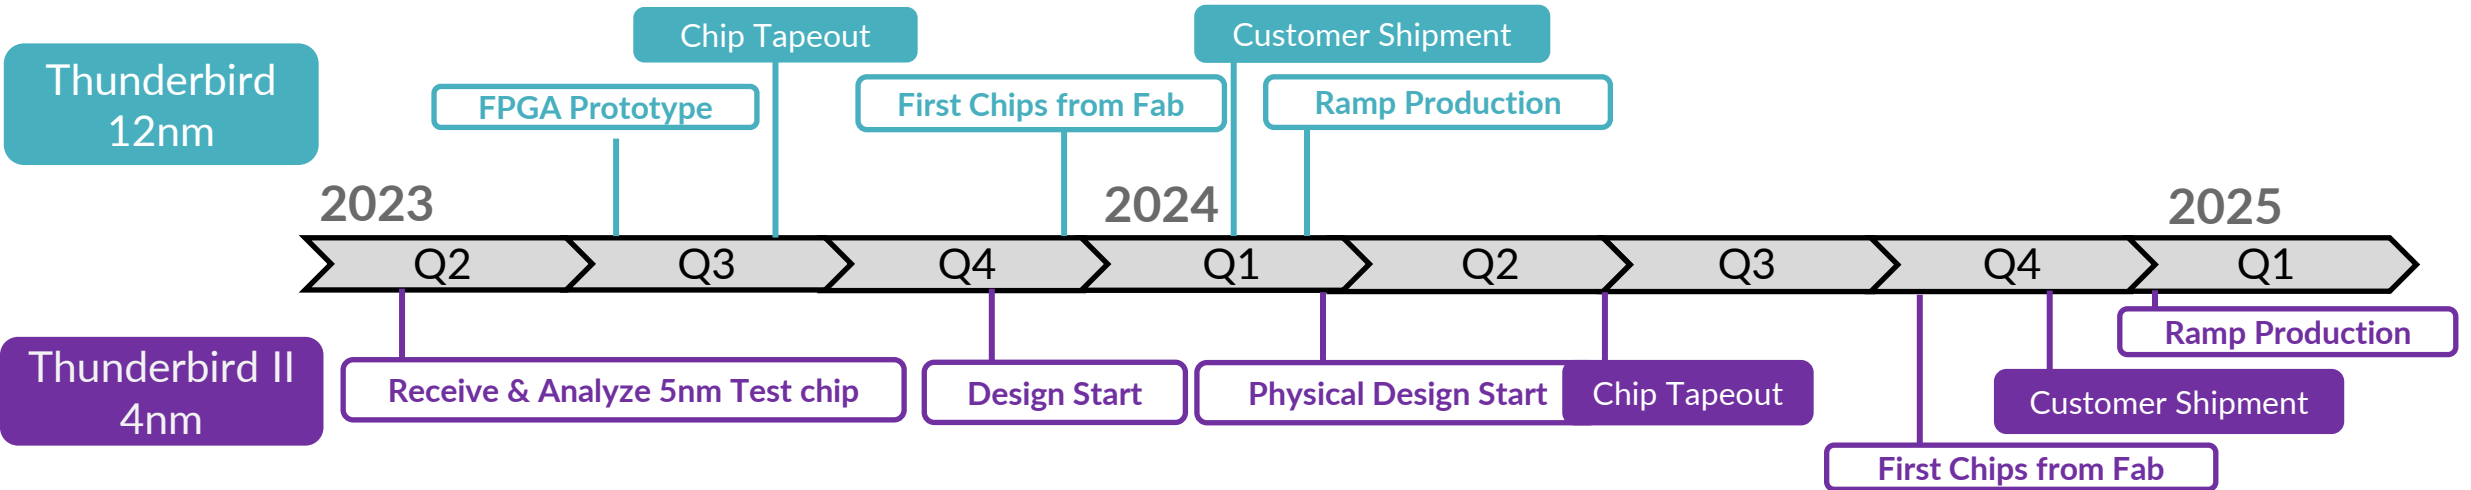 Chip Tapeout
Customer Shipment
Thunderbird
12nm
FPGA Prototype
First Chips from Fab
Ramp Production
2023
2024
2025
Q2
Q3
Q4
Q1
Q2
Q3
Q4
Q1
Ramp Production
Thunderbird II
4nm
Receive & Analyze 5nm Test chip
Design Start
Physical Design Start
Chip Tapeout
Customer Shipment
First Chips from Fab